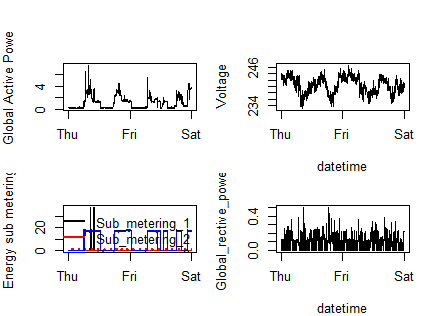 Global Active Powe
4
0
Thu
Fri
Sat
Voltage
246
234
Thu
Fri
Sat
datetime
Energy sub metering
20
0
Sub_metering_1
Sub_metering_2
Thu
Fri
Sat
Global_rective_powe
0.4
0.0
Thu
Fri
Sat
datetime